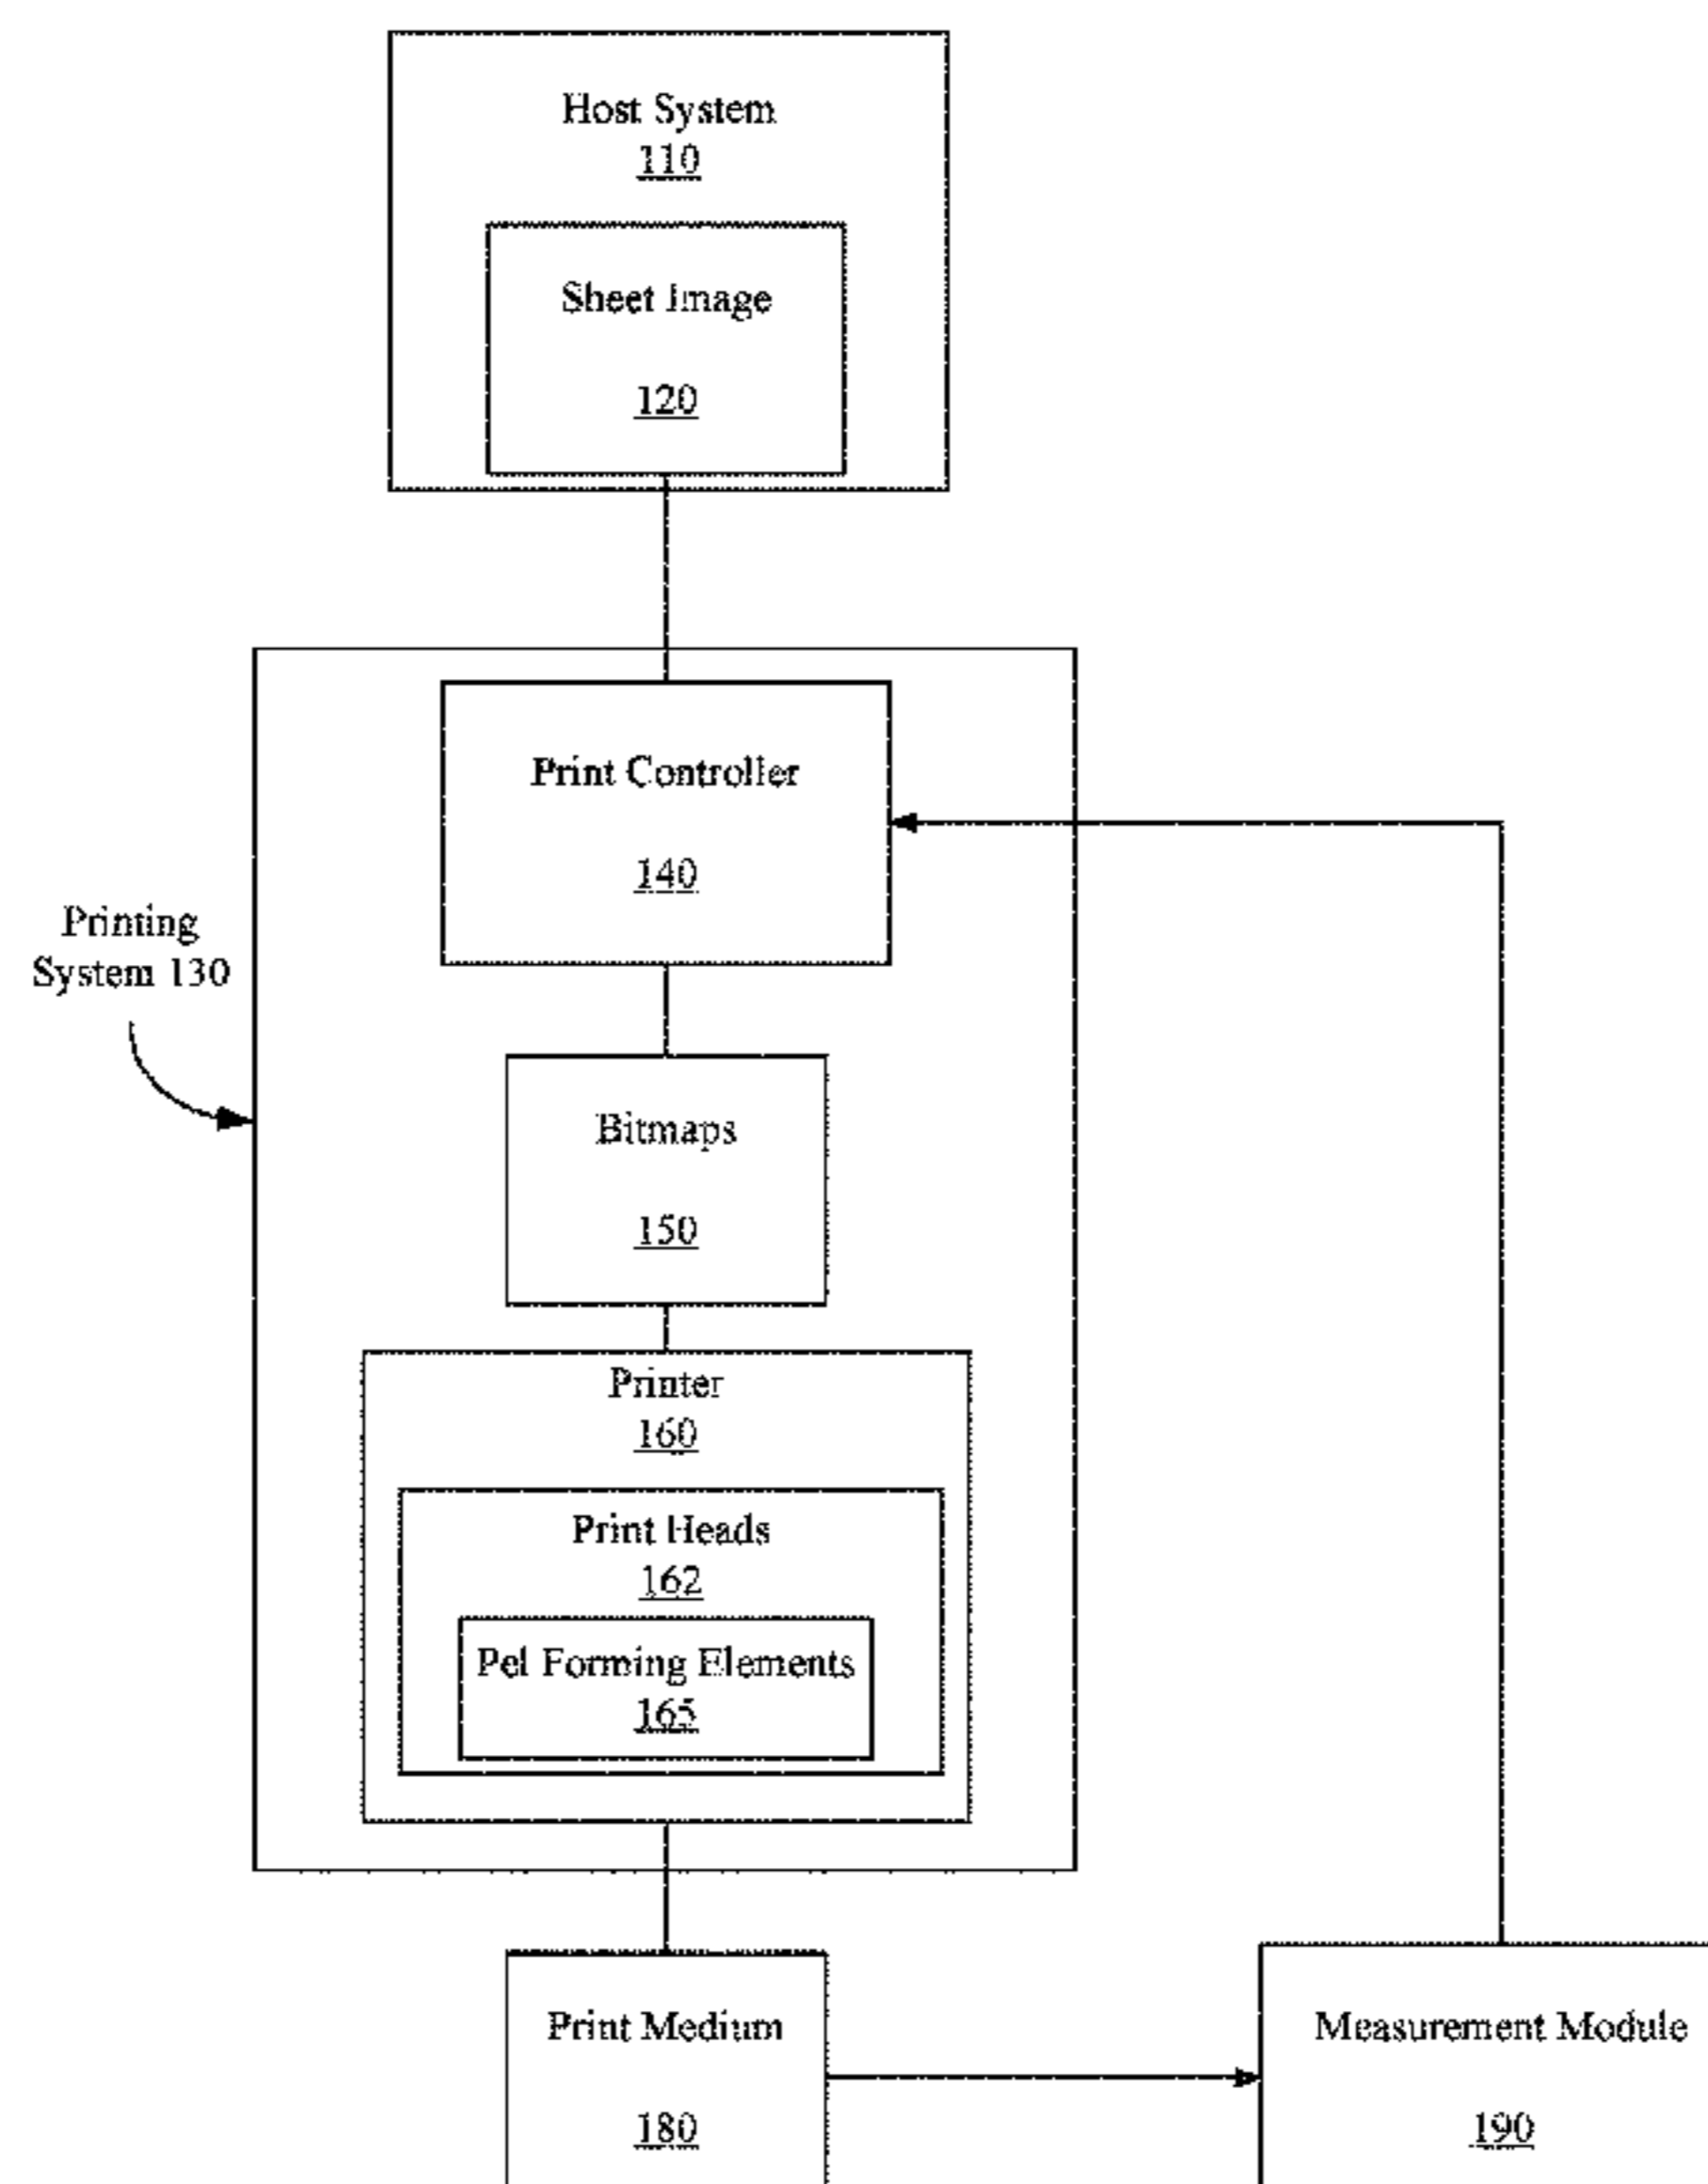 Host System
110
Sheet Image
120
Print Controller
140
Printing
System 130
Bitmaps
150
Printer
160
Print Heads
162
Pel Forming Elements
165
Print Medium
180
Measurement Module
190